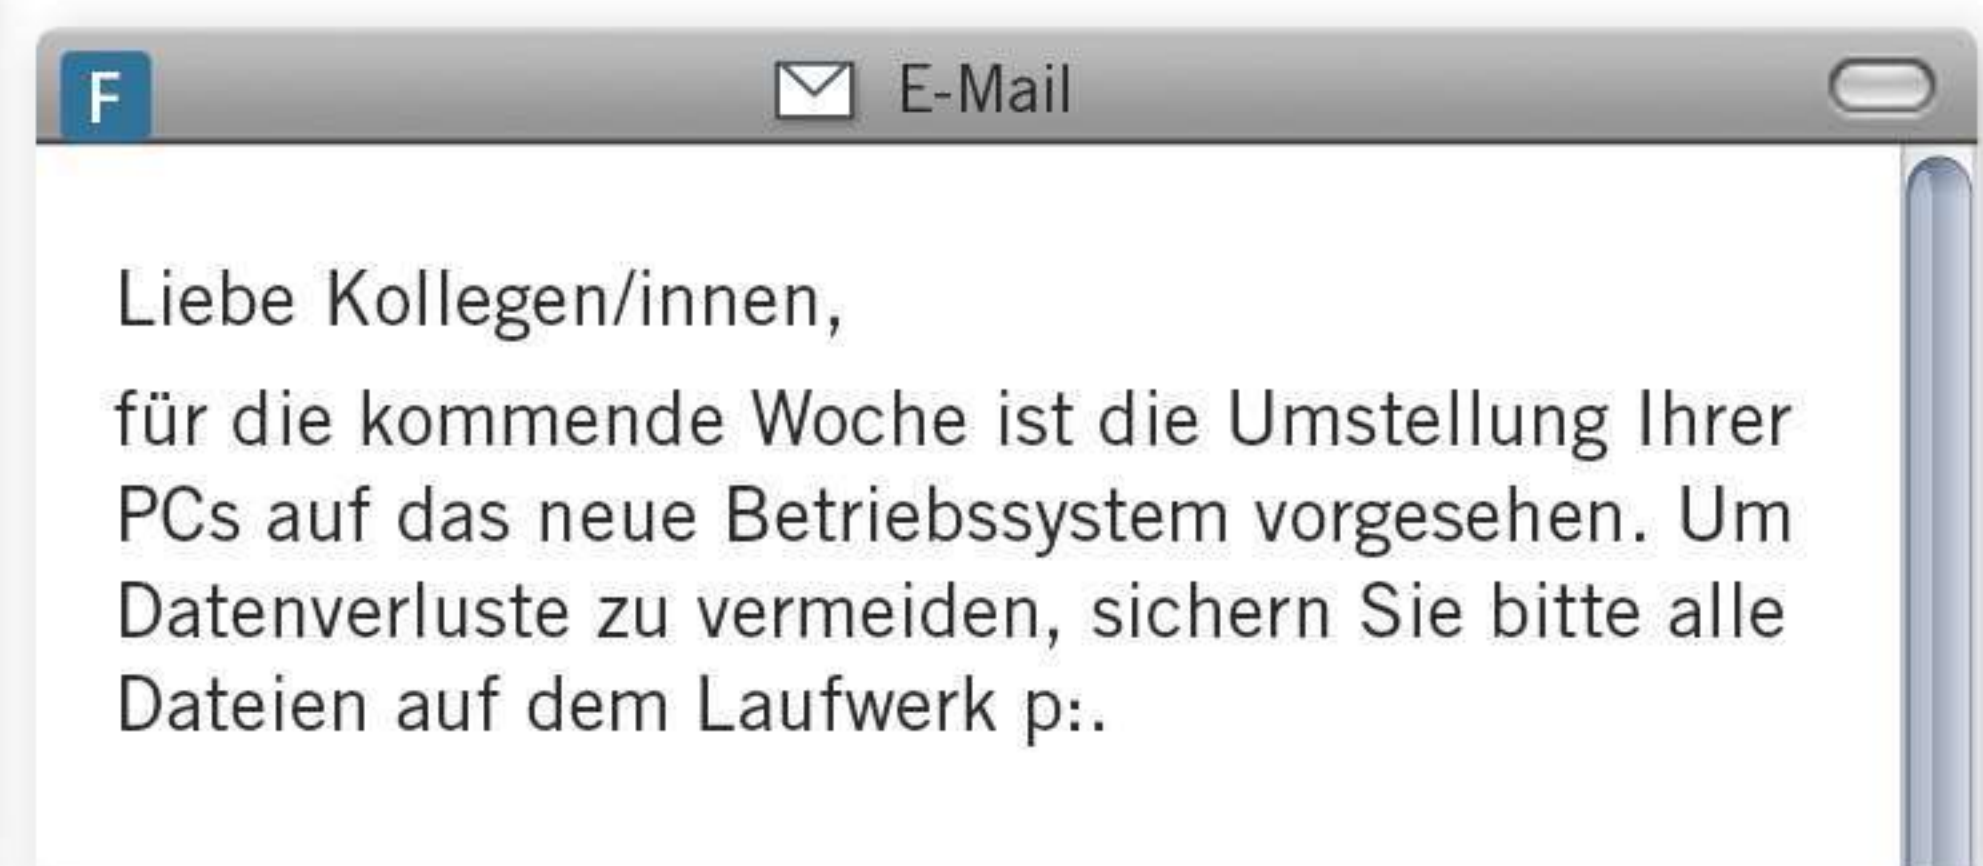 F
E-Mail
Liebe Kollegen/innen,
für die kommende Woche ist die Umstellung Ihrer
PCs auf das neue Betriebssystem vorgesehen. Um
Datenverluste zu vermeiden, sichern Sie bitte alle
Dateien auf dem Laufwerk p:.